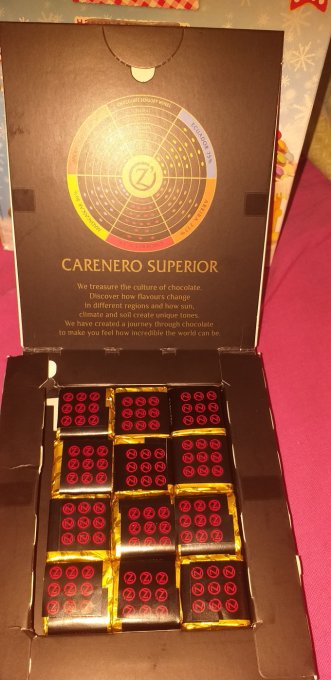 ECUADOR 75%
CARENERO SUPERIOR
We treasure the culture of chocolate.
Discover how flavours change
in different regions and how sun,
climate and soil create unique tones.
We have created a journey through chocolate
to make you feel how incredible the world can be.